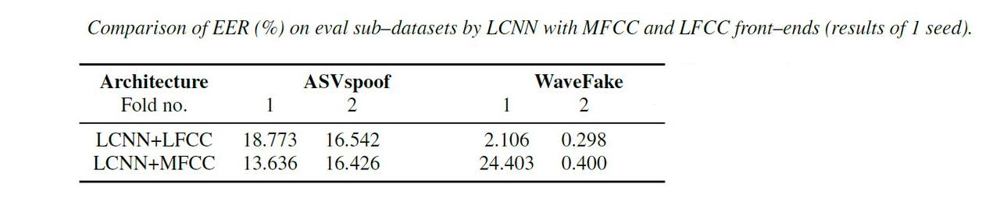 Comparison of EER (%) on eval sub–datasets by LCNN with MFCC and LFCC front–ends (results of 1 seed).
Architecture ASVspoof WaveFake
Fold no. 1 2 1 2
LCNN+LFCC 18.773 16.542 2.106 0.298
LCNN+MFCC 13.636 16.426 24.403 0.400